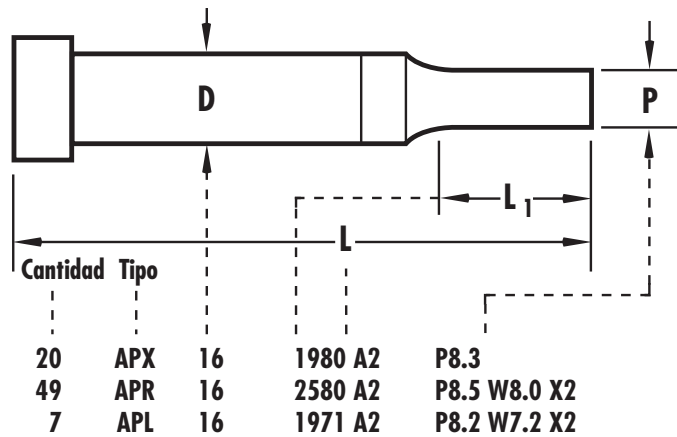 D
P
L1
L
Cantidad Tipo
20 APX 16 1980 A2 P8.3
49 APR 16 2580 A2 P8.5 W8.0 X2
7 APL 16 1971 A2 P8.2 W7.2 X2